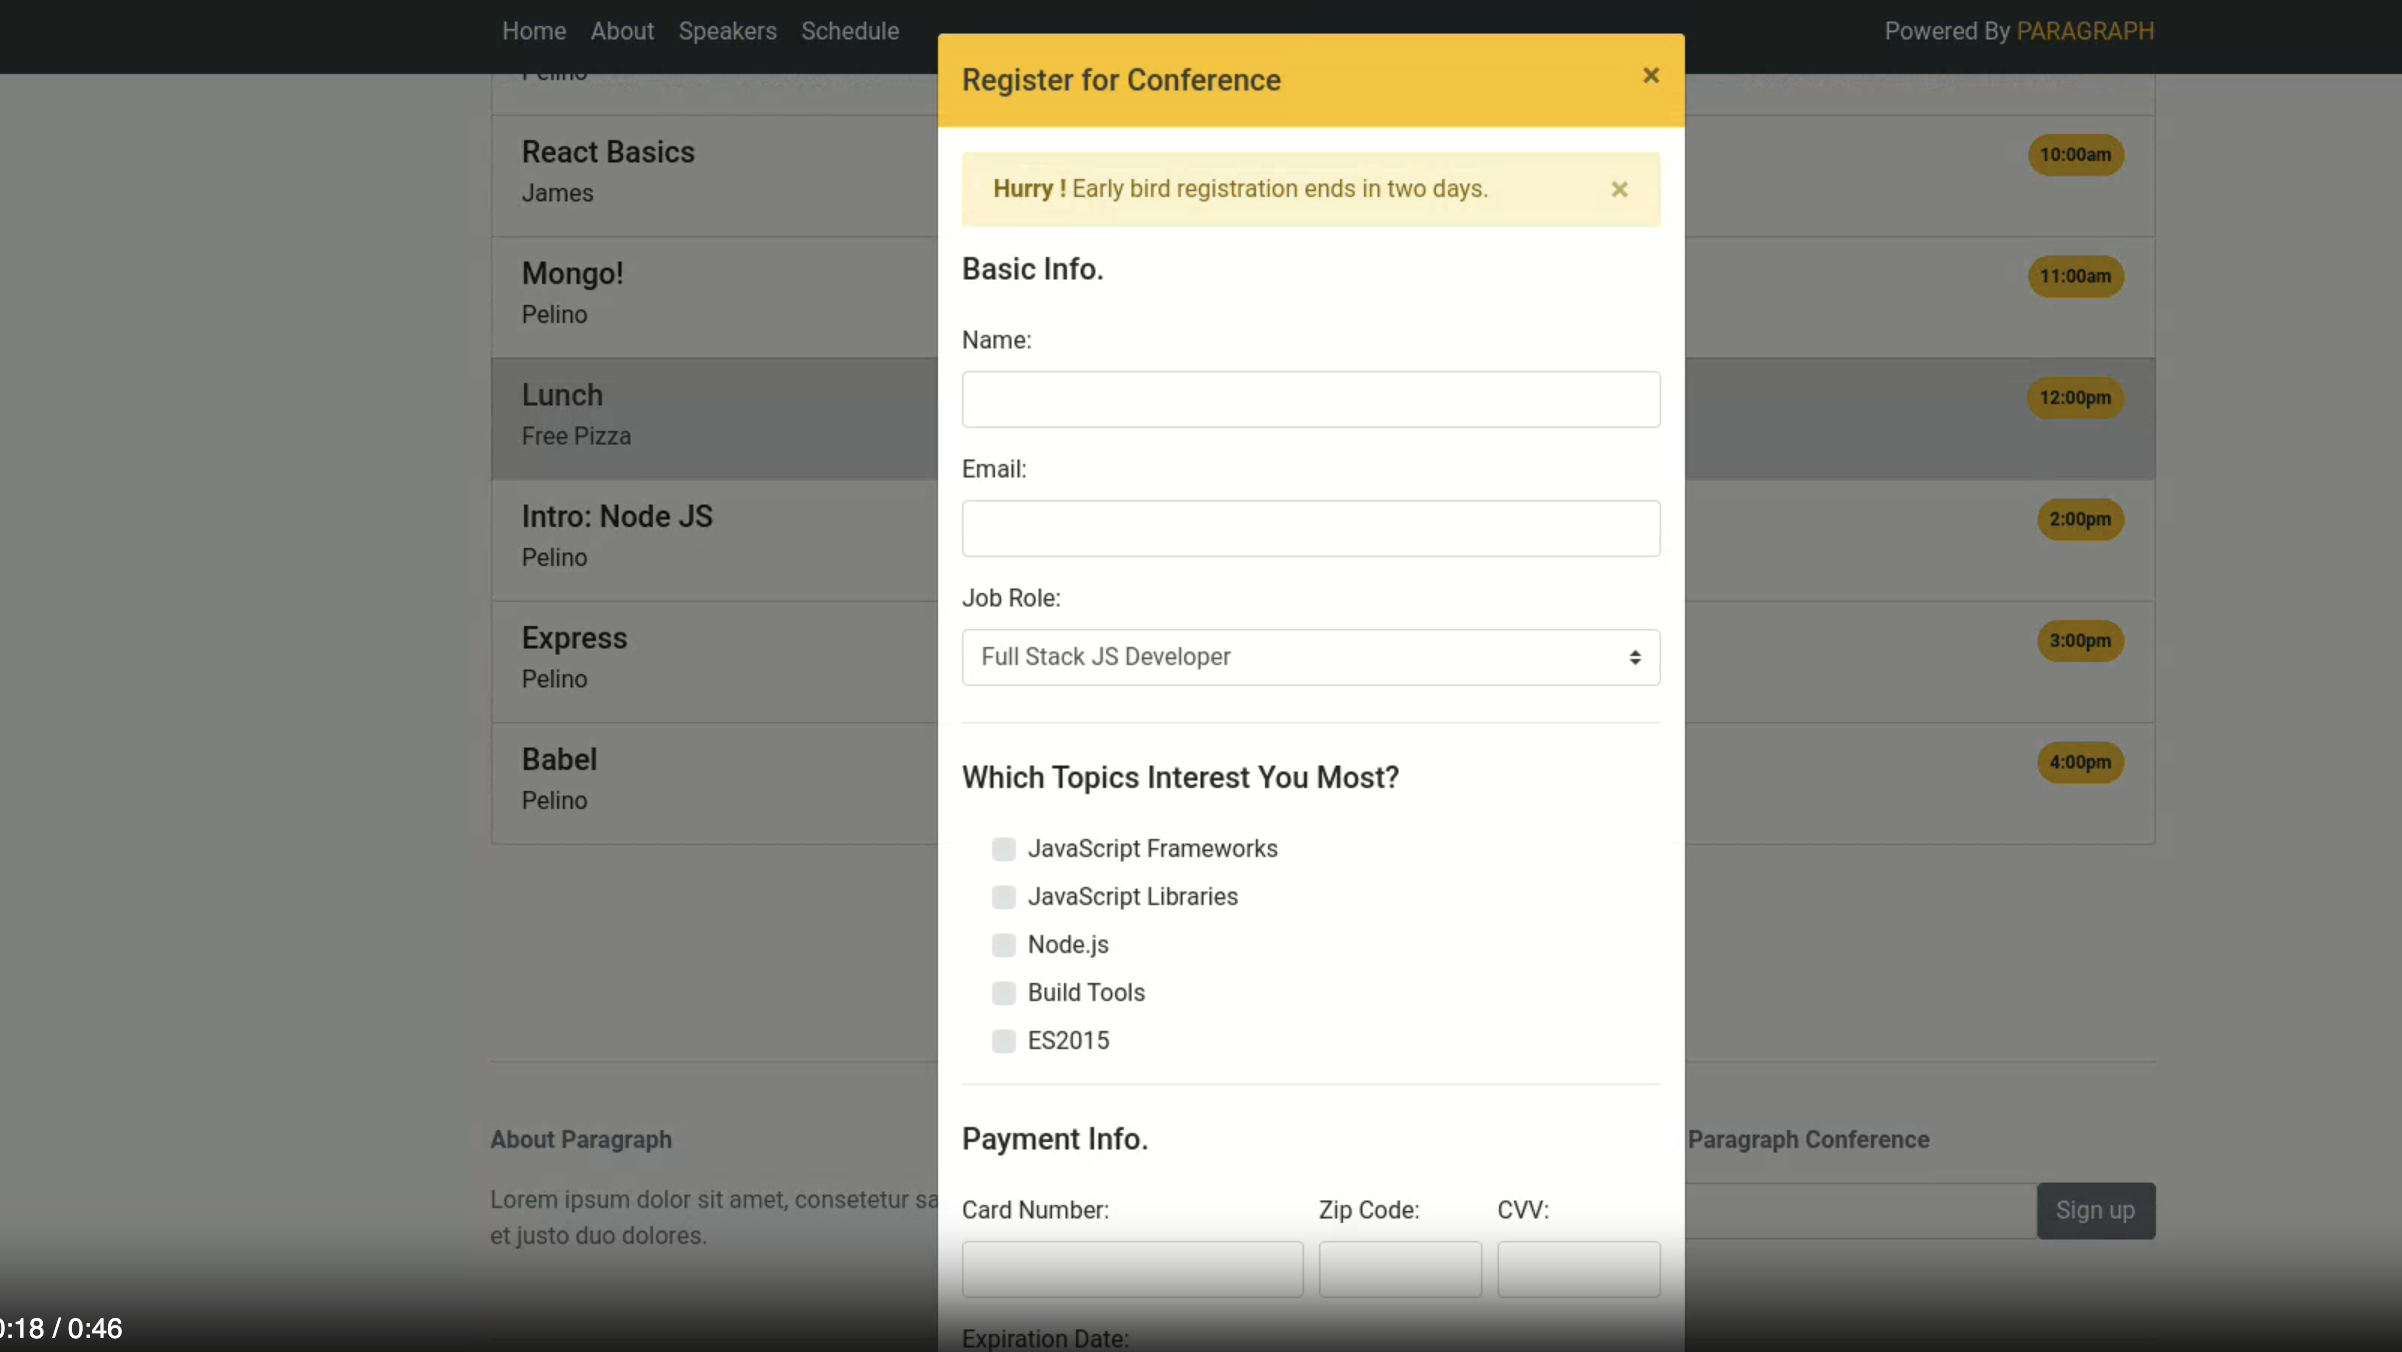 Home About Speakers Schedule
Powered By PARAGRAPH
Pelino
React Basics
James
10:00am
Mongo!
Pelino
11:00am
Lunch
Free Pizza
12:00pm
Intro: Node JS
Pelino
2:00pm
Express
Pelino
3:00pm
Babel
Pelino
4:00pm
About Paragraph
Lorem ipsum dolor sit amet, consetetur sa
et justo duo dolores.
Register for Conference ×
Hurry ! Early bird registration ends in two days. ×
Basic Info.
Name:
Email:
Job Role:
Full Stack JS Developer
Which Topics Interest You Most?
JavaScript Frameworks
JavaScript Libraries
Node.js
Build Tools
ES2015
Payment Info.
Card Number: Zip Code: CVV:
Expiration Date:
Paragraph Conference
Sign up
0:18 / 0:46